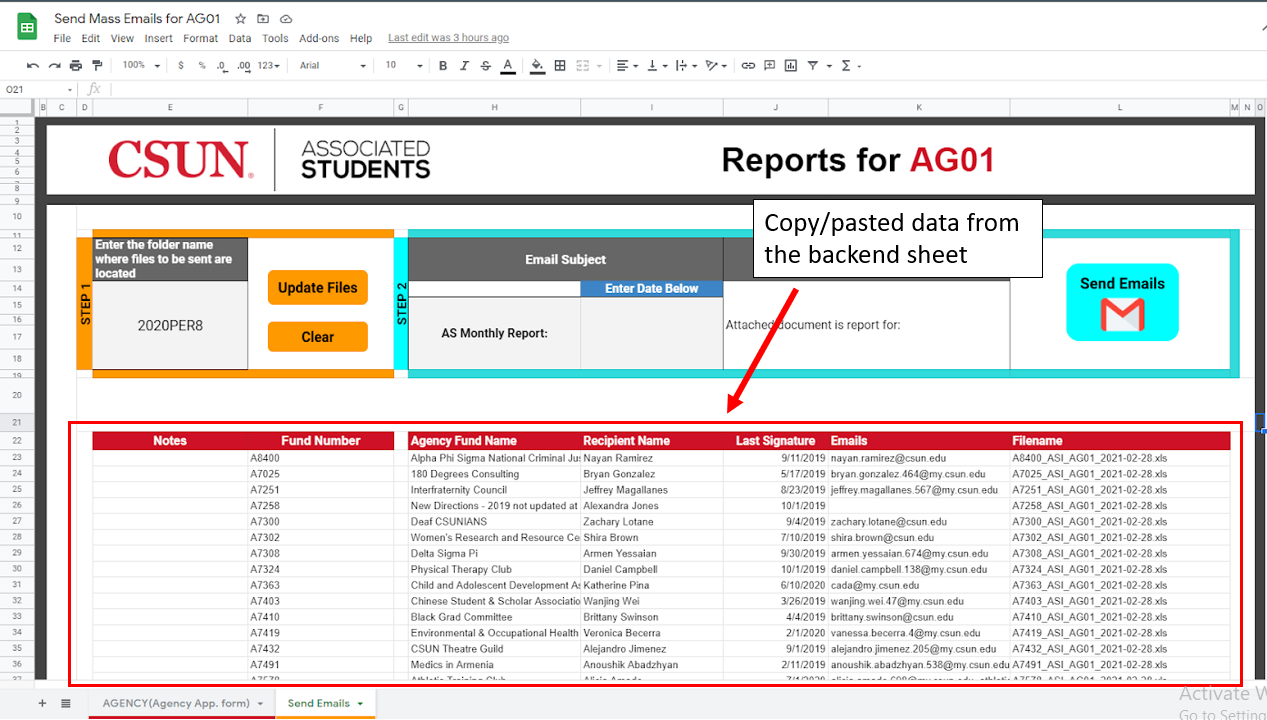 Send Mass Emails for AG01
File Edit View Insert Format Data Tools Add-ons Help Last edit was 3 hours ago
100% $ % .0 .00 123 Arial 10 B I S A
O21 fx
B C D E F G H I J K L M N O
CSUN. ASSOCIATED STUDENTS Reports for AG01
Copy/pasted data from
the backend sheet
STEP 1
Enter the folder name
where files to be sent are
located
2020PER8
Update Files
Clear
STEP 2
Email Subject
Enter Date Below
AS Monthly Report:
Attached document is report for:
Send Emails
Notes Fund Number Agency Fund Name Recipient Name Last Signature Emails Filename
23 A8400 Alpha Phi Sigma National Criminal Jus Nayan Ramirez 9/11/2019 nayan.ramirez@csun.edu A8400_ASI_AG01_2021-02-28.xls
24 A7025 180 Degrees Consulting Bryan Gonzalez 5/17/2019 bryan.gonzalez.464@my.csun.edu A7025_ASI_AG01_2021-02-28.xls
25 A7251 Interfraternity Council Jeffrey Magallanes 8/23/2019 jeffrey.magallanes.567@my.csun.edu A7251_ASI_AG01_2021-02-28.xls
26 A7258 New Directions - 2019 not updated at Alexandra Jones 10/1/2019 A7258_ASI_AG01_2021-02-28.xls
27 A7300 Deaf CSUNIANS Zachary Lotane 9/4/2019 zachary.lotane@csun.edu A7300_ASI_AG01_2021-02-28.xls
28 A7302 Women's Research and Resource Ce Shira Brown 7/10/2019 shira.brown@csun.edu A7302_ASI_AG01_2021-02-28.xls
29 A7308 Delta Sigma Pi Armen Yessaian 9/30/2019 armen.yessaian.674@my.csun.edu A7308_ASI_AG01_2021-02-28.xls
30 A7324 Physical Therapy Club Daniel Campbell 10/1/2019 daniel.campbell.138@my.csun.edu A7324_ASI_AG01_2021-02-28.xls
31 A7363 Child and Adolescent Development As Katherine Pina 6/10/2020 cada@my.csun.edu A7363_ASI_AG01_2021-02-28.xls
32 A7403 Chinese Student & Scholar Associatio Wanjing Wei 3/26/2019 wanjing.wei.47@my.csun.edu A7403_ASI_AG01_2021-02-28.xls
33 A7410 Black Grad Committee Brittany Swinson 4/4/2019 brittany.swinson@csun.edu A7410_ASI_AG01_2021-02-28.xls
34 A7419 Environmental & Occupational Health Veronica Becerra 2/1/2020 vanessa.becerra.4@my.csun.edu A7419_ASI_AG01_2021-02-28.xls
35 A7432 CSUN Theatre Guild Alejandro Jimenez 9/1/2019 alejandro.jimenez.205@my.csun.edu A7432_ASI_AG01_2021-02-28.xls
36 A7491 Medics in Armenia Anoushik Abadzhyan 2/11/2019 anoushik.abadzhyan.538@my.csun.edu A7491_ASI_AG01_2021-02-28.xls
AGENCY(Agency App. form) Send Emails
Activate W
Go to Setting